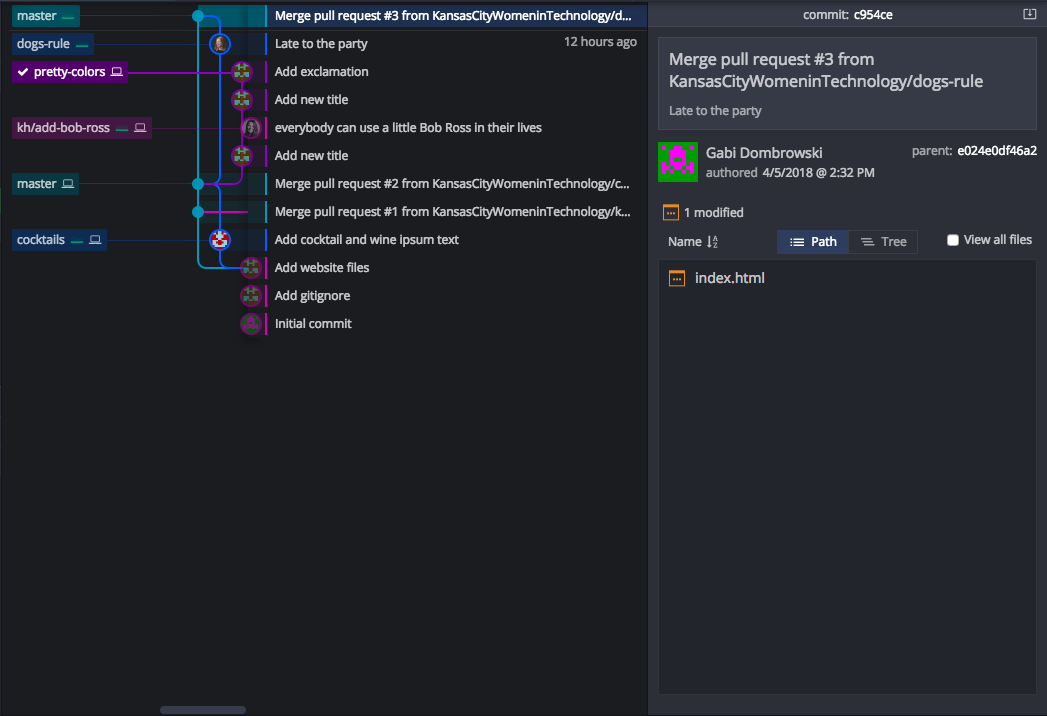 master
Merge pull request #3 from KansasCityWomenInTechnology/d...
dogs-rule
Late to the party
12 hours ago
pretty-colors
Add exclamation
Add new title
kh/add-bob-ross
everybody can use a little Bob Ross in their lives
Add new title
master
Merge pull request #2 from KansasCityWomenInTechnology/c...
Merge pull request #1 from KansasCityWomenInTechnology/k...
cocktails
Add cocktail and wine ipsum text
Add website files
Add gitignore
Initial commit
commit: c954ce
Merge pull request #3 from
KansasCityWomeninTechnology/dogs-rule
Late to the party
Gabi Dombrowski
parent: e024e0df46a2
authored 4/5/2018 @ 2:32 PM
1 modified
Name
Path
Tree
View all files
index.html